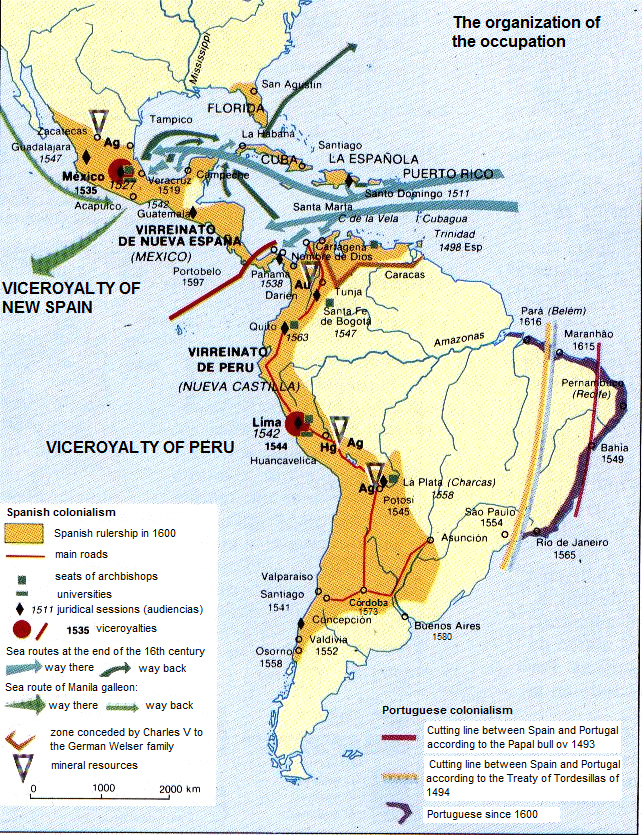 The organization of
the occupation
Mississippi
San Agustin
FLORIDA
Zacatecas
Ag
Tampico
Guadalajara
1547
La Habana
Santiago
CUBA
LA ESPAÑOLA
PUERTO RICO
México
1535
1527
Veracruz
1519
Campeche
Santo Domingo 1511
Acapulco
1542
Guatemala
Santa Marta
C de la Vela
Cubagua
Trinidad
1498 Esp
VIRREINATO
DE NUEVA ESPAÑA
(MEXICO)
Cartagena
Nombre de Dios
Caracas
Portobelo
1597
Panamá
1538
Darién
Au
Tunja
VICEROYALTY OF
NEW SPAIN
Santa Fe
de Bogotá
1547
Quito
1563
Amazonas
Pará (Belém)
1616
Maranhão
1615
VIRREINATO
DE PERU
(NUEVA CASTILLA)
Pernambuco
(Recife)
Lima
1542
1544
Hg
Ag
Huancavelica
VICEROYALTY OF PERU
Bahia
1549
Ag
La Plata (Charcas)
1558
Potosí
1545
São Paulo
1554
Asunción
Rio de Janeiro
1565
Valparaiso
Santiago
1541
Córdoba
1573
Concepción
Buenos Aires
1580
Valdivia
1552
Osorno
1558
Spanish colonialism
Spanish rulership in 1600
main roads
seats of archbishops
universities
1511 juridical sessions (audiencias)
1535 viceroyalties
Sea routes at the end of the 16th century
way there
way back
Sea route of Manila galleon:
way there
way back
zone conceded by Charles V to
the German Welser family
mineral resources
0 1000 2000 km
Portuguese colonialism
Cutting line between Spain and Portugal
according to the Papal bull ov 1493
Cutting line between Spain and Portugal
according to the Treaty of Tordesillas of
1494
Portuguese since 1600